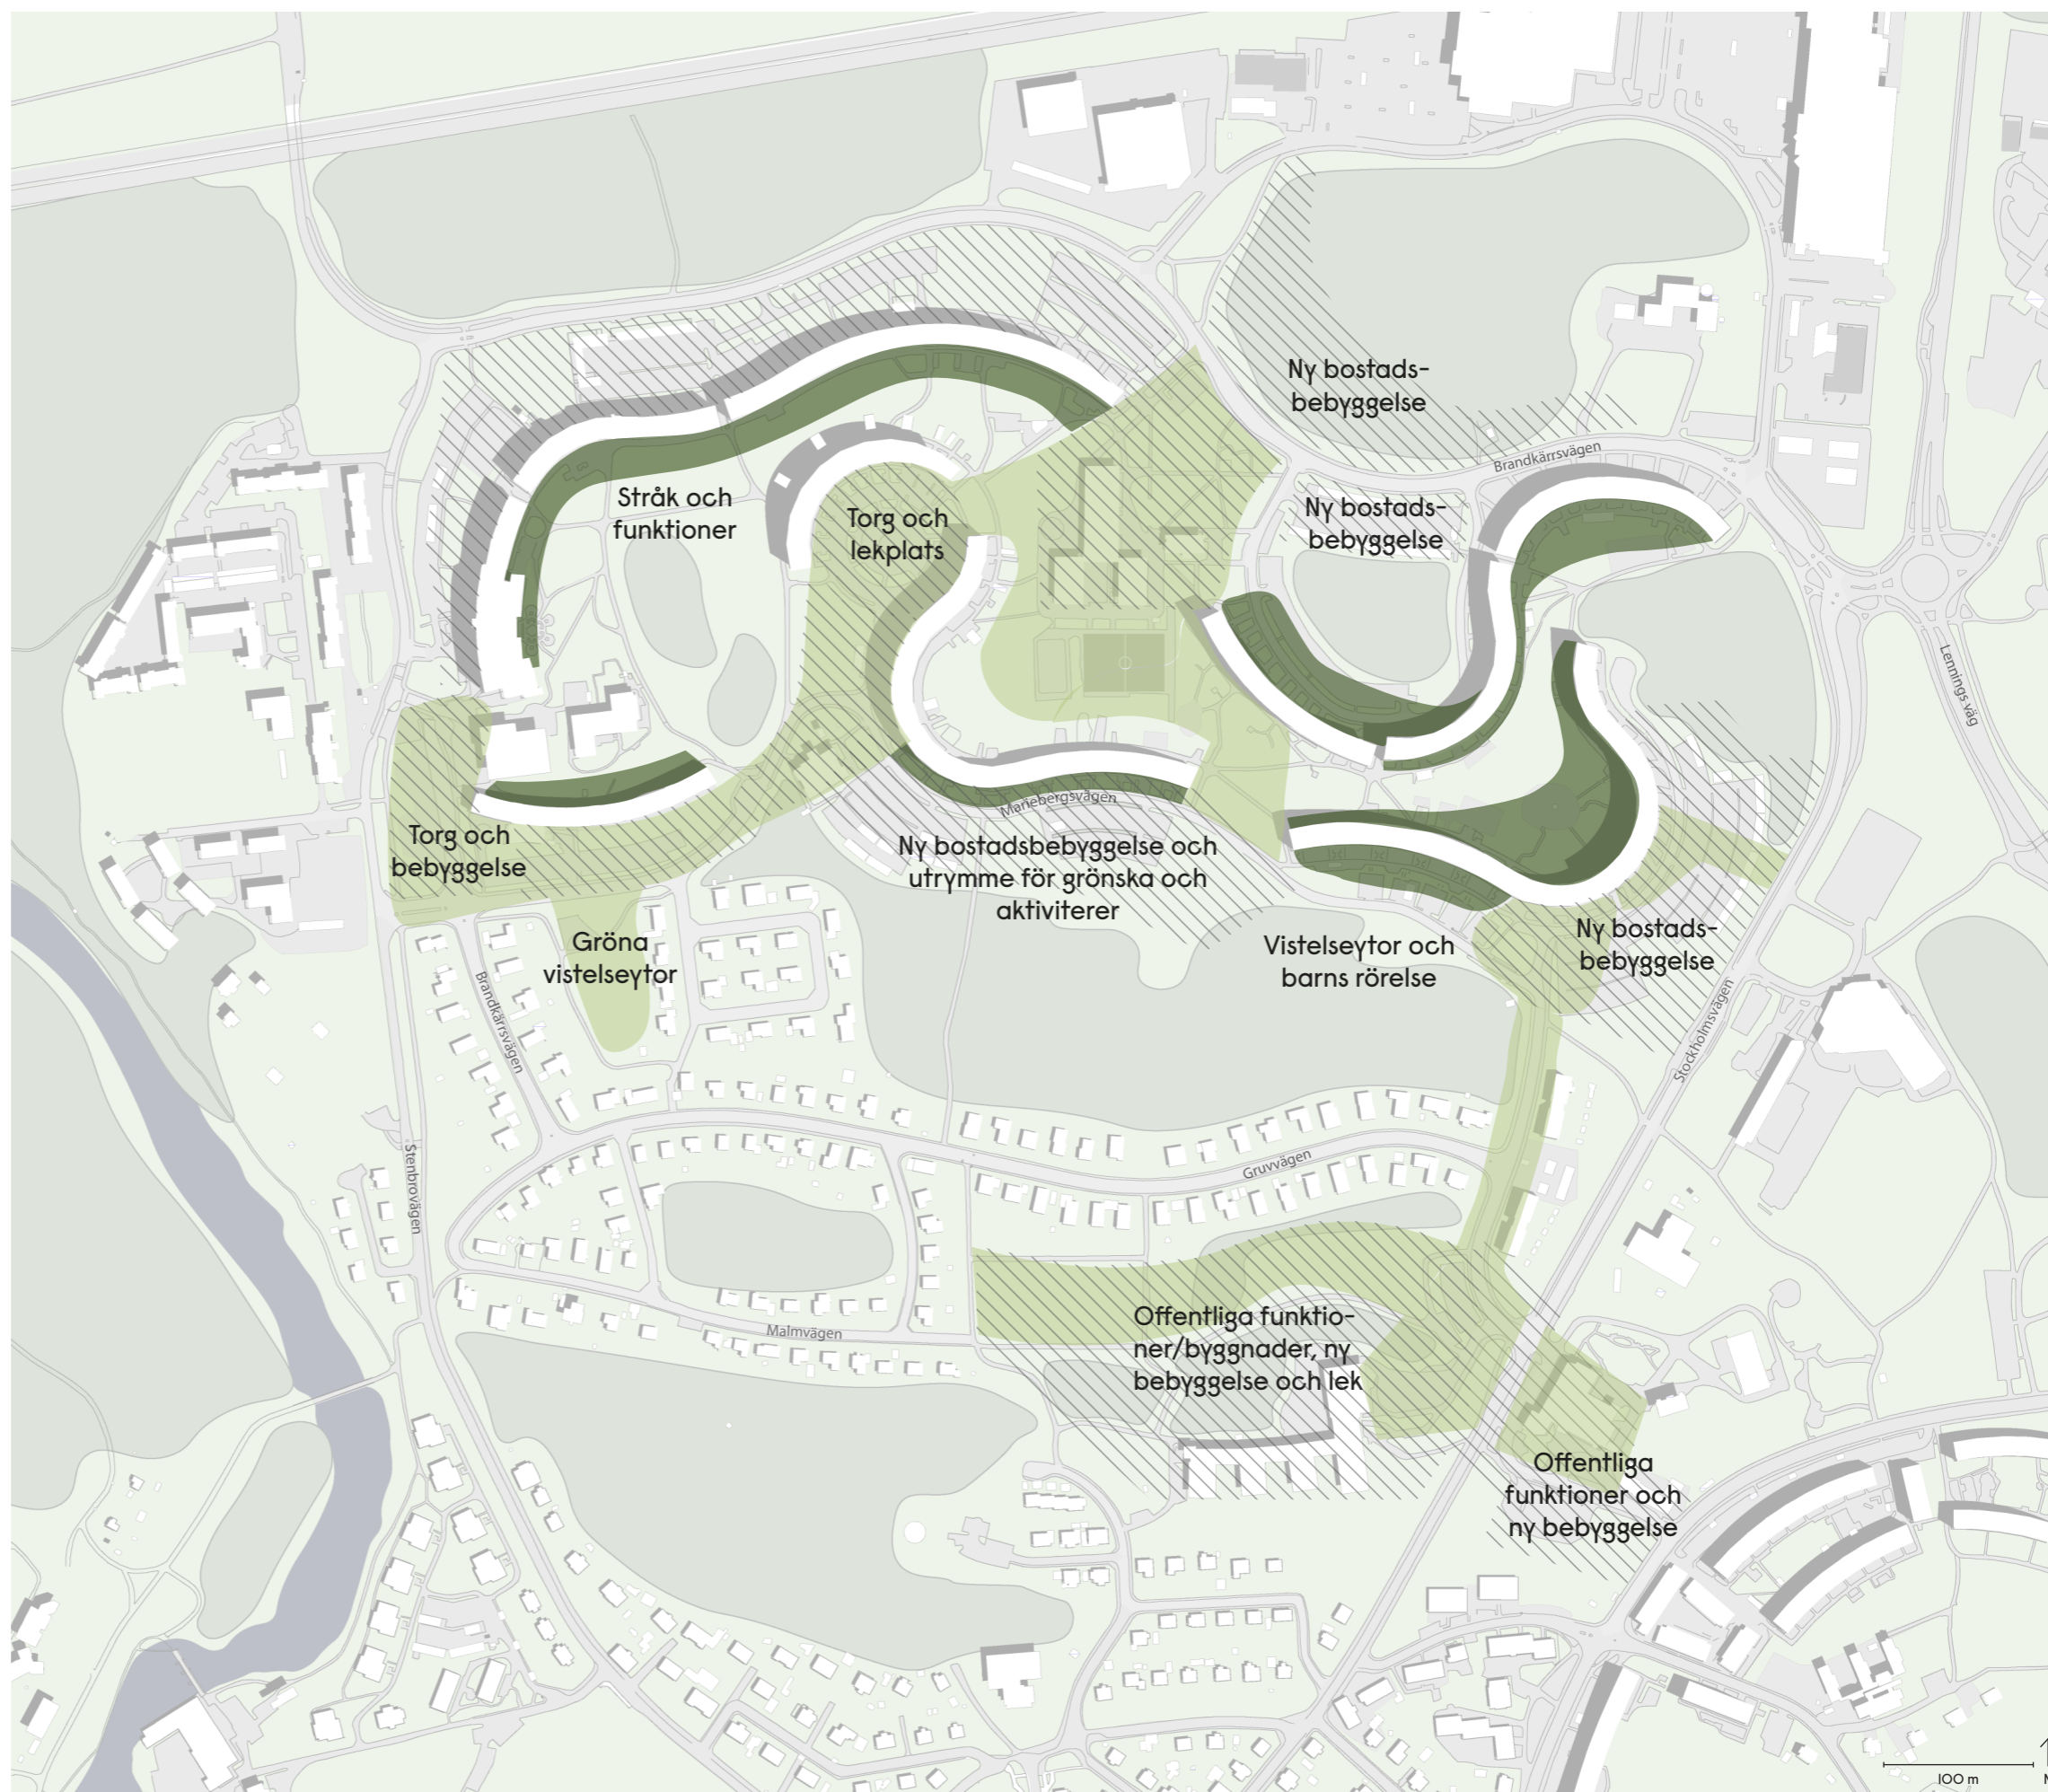 Ny bostads-
bebyggelse
Brandkärrsvägen
Stråk och
funktioner
Torg och
lekplats
Ny bostads-
bebyggelse
Lennings väg
Mariebergsvägen
Torg och
bebyggelse
Ny bostadsbebyggelse och
utrymme för grönska och
aktiviterer
Gröna
vistelseytor
Vistelseytor och
barns rörelse
Ny bostads-
bebyggelse
Brandkärrsvägen
Stockholmsvägen
Stenbrovägen
Gruvvägen
Malmvägen
Offentliga funktio-
ner/byggnader, ny
bebyggelse och lek
Offentliga
funktioner och
ny bebyggelse
100 m